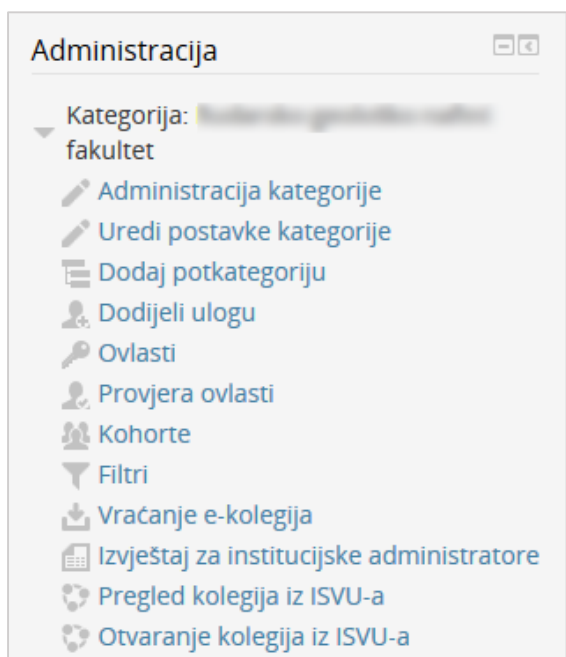 Administracija
Kategorija:
fakultet
Administracija kategorije
Uredi postavke kategorije
Dodaj potkategoriju
Dodijeli ulogu
Ovlasti
Provjera ovlasti
Kohorte
Filtri
Vraćanje e-kolegija
Izvještaj za institucijske administratore
Pregled kolegija iz ISVU-a
Otvaranje kolegija iz ISVU-a